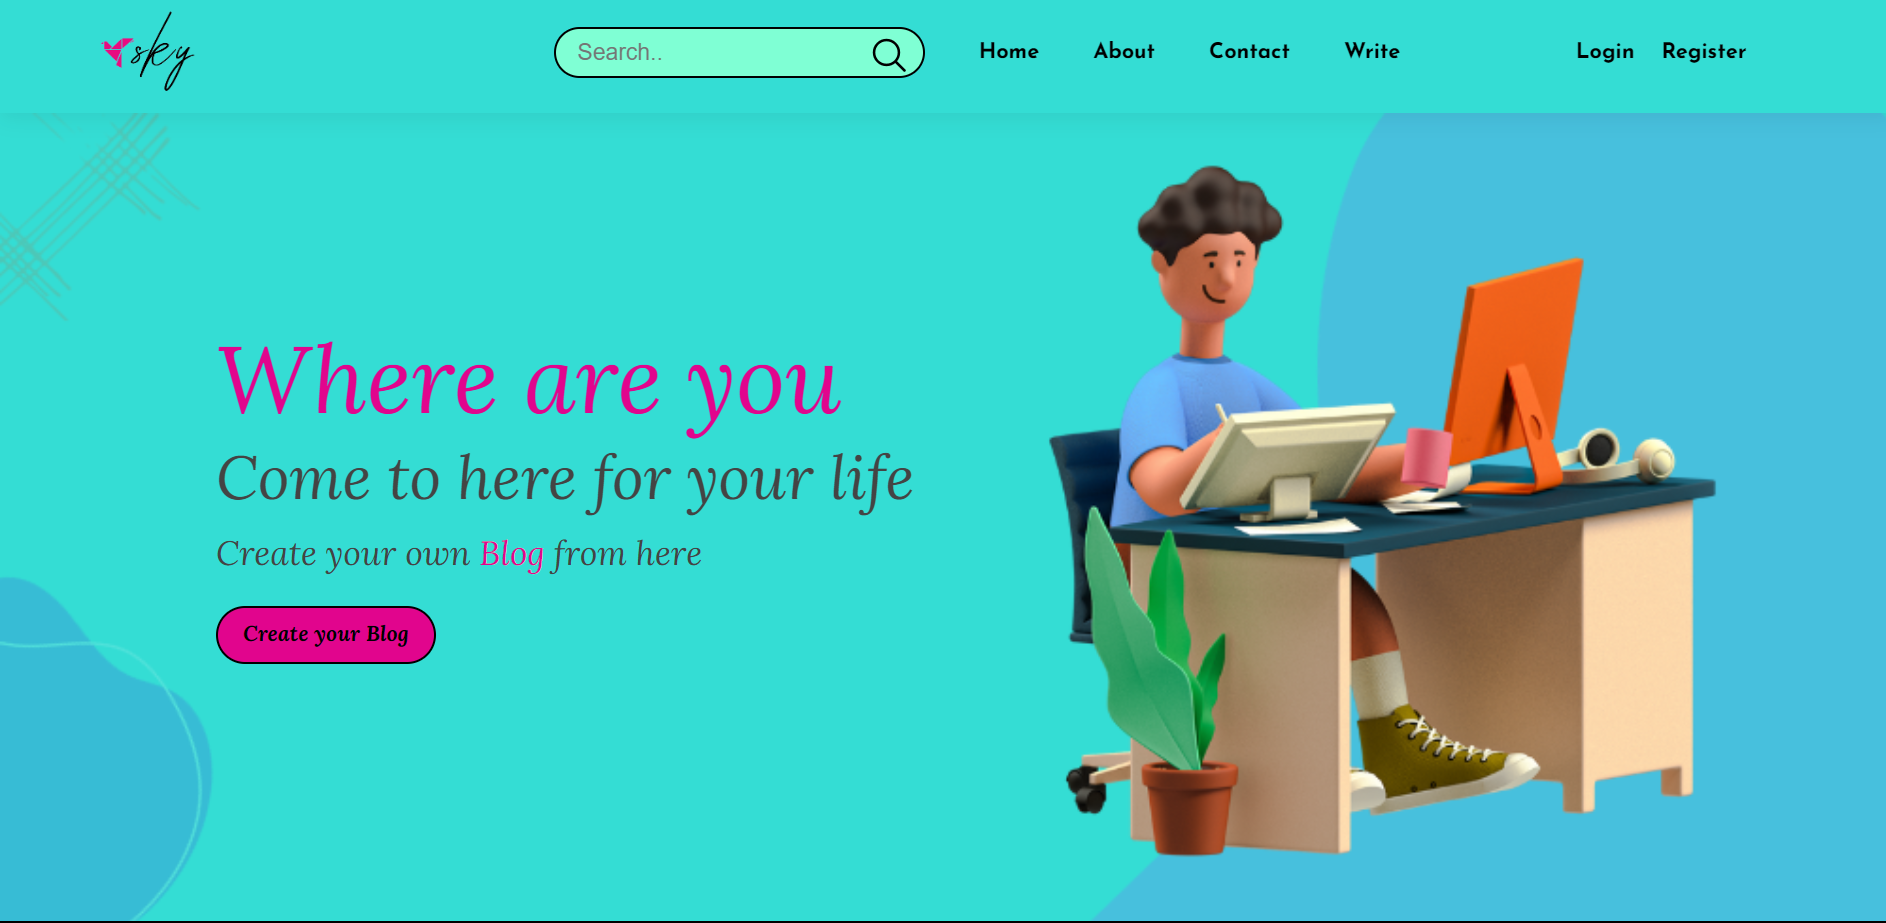 sky
Search..
Home
About
Contact
Write
Login
Register
Where are you
Come to here for your life
Create your own Blog from here
Create your Blog